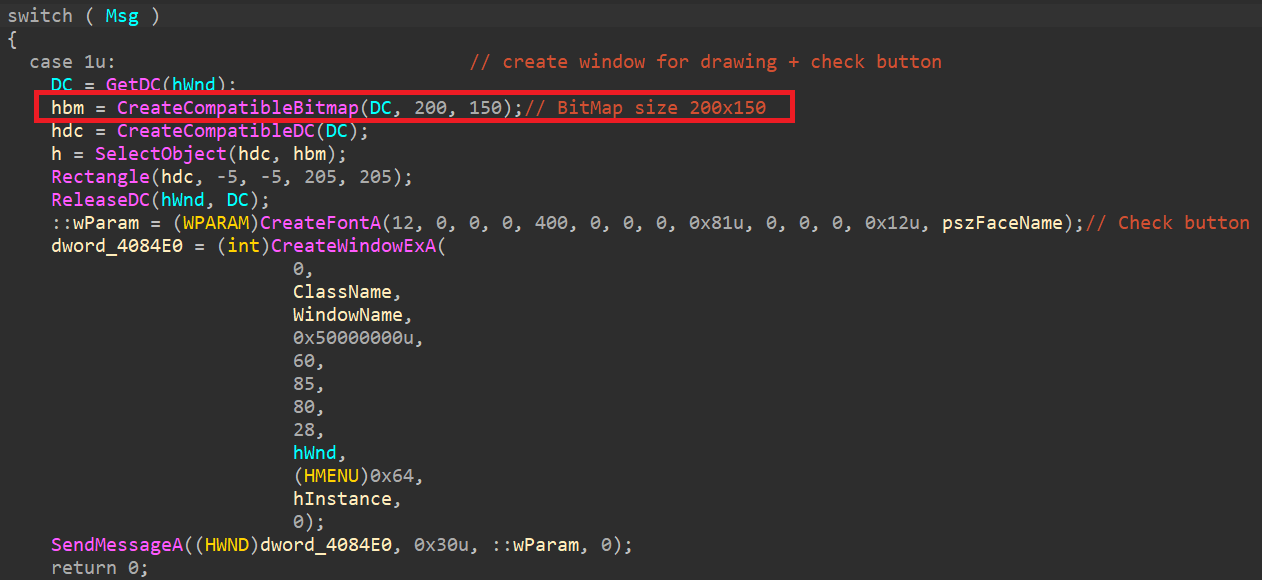 switch ( Msg )
{
case 1u: // create window for drawing + check button
DC = GetDC(hWnd);
hbm = CreateCompatibleBitmap(DC, 200, 150);// BitMap size 200x150
hdc = CreateCompatibleDC(DC);
h = SelectObject(hdc, hbm);
Rectangle(hdc, -5, -5, 205, 205);
ReleaseDC(hWnd, DC);
::wParam = (WPARAM)CreateFontA(12, 0, 0, 0, 400, 0, 0, 0, 0x81u, 0, 0, 0, 0x12u, pszFaceName);// Check button
dword_4084E0 = (int)CreateWindowExA(
0,
ClassName,
WindowName,
0x50000000u,
60,
85,
80,
28,
hWnd,
(HMENU)0x64,
hInstance,
0);
SendMessageA((HWND)dword_4084E0, 0x30u, ::wParam, 0);
return 0;